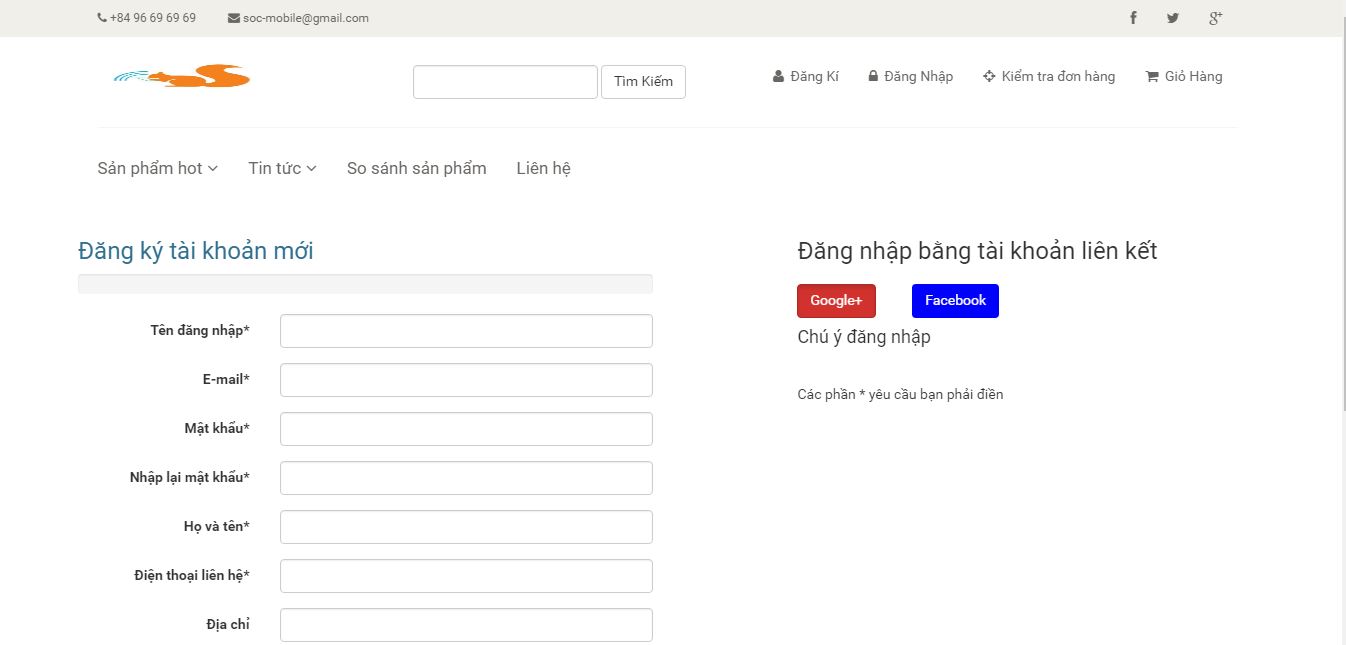 +84 96 69 69 69 soc-mobile@gmail.com
Tìm Kiếm Đăng Kí Đăng Nhập Kiểm tra đơn hàng Giỏ Hàng
Sản phẩm hot Tin tức So sánh sản phẩm Liên hệ
Đăng ký tài khoản mới
Tên đăng nhập*
E-mail*
Mật khẩu*
Nhập lại mật khẩu*
Họ và tên*
Điện thoại liên hệ*
Địa chỉ
Đăng nhập bằng tài khoản liên kết
Google+ Facebook
Chú ý đăng nhập
Các phần * yêu cầu bạn phải điền